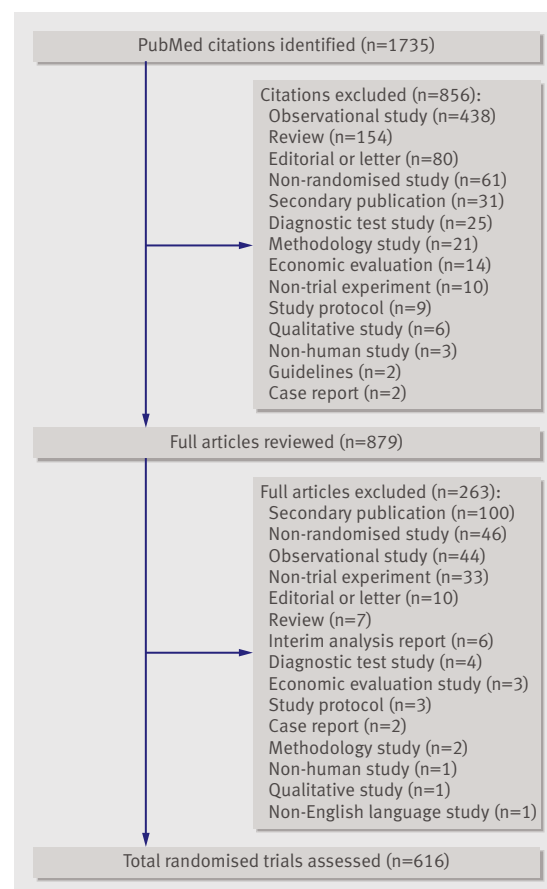 PubMed citations identified (n=1735)
Citations excluded (n=856):
Observational study (n=438)
Review (n=154)
Editorial or letter (n=80)
Non-randomised study (n=61)
Secondary publication (n=31)
Diagnostic test study (n=25)
Methodology study (n=21)
Economic evaluation (n=14)
Non-trial experiment (n=10)
Study protocol (n=9)
Qualitative study (n=6)
Non-human study (n=3)
Guidelines (n=2)
Case report (n=2)
Full articles reviewed (n=879)
Full articles excluded (n=263):
Secondary publication (n=100)
Non-randomised study (n=46)
Observational study (n=44)
Non-trial experiment (n=33)
Editorial or letter (n=10)
Review (n=7)
Interim analysis report (n=6)
Diagnostic test study (n=4)
Economic evaluation study (n=3)
Study protocol (n=3)
Case report (n=2)
Methodology study (n=2)
Non-human study (n=1)
Qualitative study (n=1)
Non-English language study (n=1)
Total randomised trials assessed (n=616)